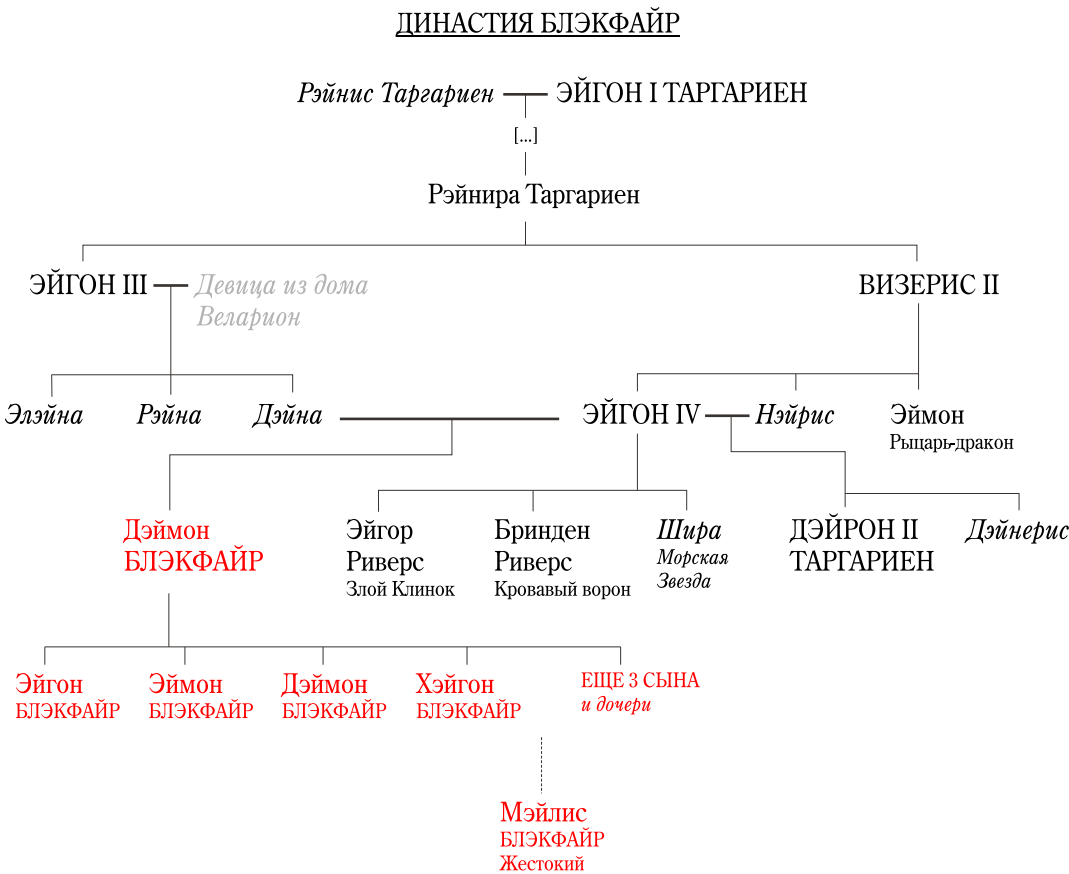 ДИНАСТИЯ БЛЭКФАЙР
Рэйнис Таргариен
ЭЙГОН I ТАРГАРИЕН
[...]
Рэйнира Таргариен
ЭЙГОН III
Девица из дома
Веларион
ВИЗЕРИС II
Элэйна
Рэйна
Дэйна
ЭЙГОН IV
Нэйрис
Эймон
Рыцарь-дракон
Дэймон
БЛЭКФАЙР
Эйгор
Риверс
Злой Клинок
Бринден
Риверс
Кровавый ворон
Шира
Морская
Звезда
ДЭЙРОН II
ТАРГАРИЕН
Дэйнерис
Эйгон
БЛЭКФАЙР
Эймон
БЛЭКФАЙР
Дэймон
БЛЭКФАЙР
Хэйгон
БЛЭКФАЙР
ЕЩЕ 3 СЫНА
и дочери
Мэйлис
БЛЭКФАЙР
Жестокий